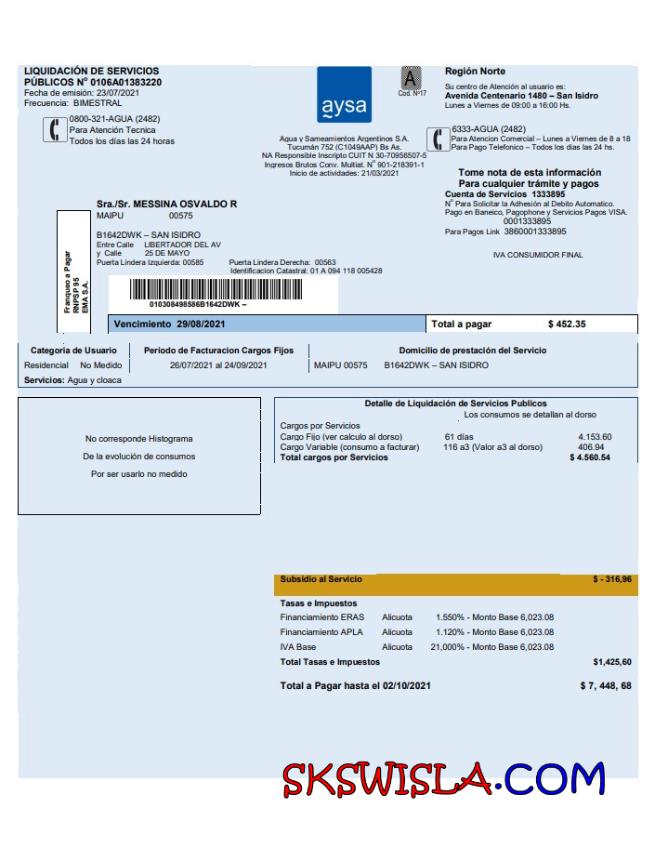 LIQUIDACIÓN DE SERVICIOS
PÚBLICOS N° 0106A01383220
Fecha de emisión: 23/07/2021
Frecuencia: BIMESTRAL
0800-321-AGUA (2482)
Para Atención Tecnica
Todos los días las 24 horas
aysa
A
Cod. Nº17
Agua y Sameamientos Argentinos S.A.
Tucumán 752 (C1049AAP) Bs As.
NA Responsible Inscripto CUIT N 30-70956507-5
Ingresos Brutos Conv. Multiat. N° 901-218391-1
Inicio de actividades: 21/03/2021
Región Norte
Su centro de Atención al usuario es:
Avenida Centenario 1480 – San Isidro
Lunes a Viernes de 09:00 a 16:00 Hs.
6333-AGUA (2482)
Para Atencion Comercial – Lunes a Viernes de 8 a 18
Para Pago Telefonico – Todos los dias las 24 hs.
Tome nota de esta información
Para cualquier trámite y pagos
Cuenta de Servicios 1333895
N° Para Solicitar la Adhesión al Debito Automatico.
Pago en Baneico, Pagophone y Servicios Pagos VISA.
0001333895
Para Pagos Link 3860001333895
IVA CONSUMIDOR FINAL
Sra./Sr. MESSINA OSVALDO R
MAIPU 00575
B1642DWK – SAN ISIDRO
Entre Calle LIBERTADOR DEL AV
y Calle 25 DE MAYO
Puerta Lindera Izquierda: 00585 Puerta Lindera Derecha: 00563
Identificacion Catastral: 01 A 094 118 005428
Franqueo a Pagar
RNPSP 95
EMA S.A.
010308498586B1642DWK –
Vencimiento 29/08/2021 Total a pagar $ 452.35
Categoria de Usuario Periodo de Facturacion Cargos Fijos Domicilio de prestación del Servicio
Residencial No Medido 26/07/2021 al 24/09/2021 MAIPU 00575 B1642DWK – SAN ISIDRO
Servicios: Agua y cloaca
No corresponde Histograma
De la evolución de consumos
Por ser usarlo no medido
Detalle de Liquidación de Servicios Publicos
Los consumos se detallan al dorso
Cargos por Servicios
Cargo Fijo (ver calculo al dorso) 61 días 4.153.60
Cargo Variable (consumo a facturar) 116 a3 (Valor a3 al dorso) 406.94
Total cargos por Servicios $ 4.560.54
Subsidio al Servicio $ - 316,96
Tasas e Impuestos
Financiamiento ERAS Alicuota 1.550% - Monto Base 6,023.08
Financiamiento APLA Alicuota 1.120% - Monto Base 6,023.08
IVA Base Alicuota 21,000% - Monto Base 6,023.08
Total Tasas e Impuestos $1,425,60
Total a Pagar hasta el 02/10/2021 $ 7, 448, 68
SKSWISLA.COM